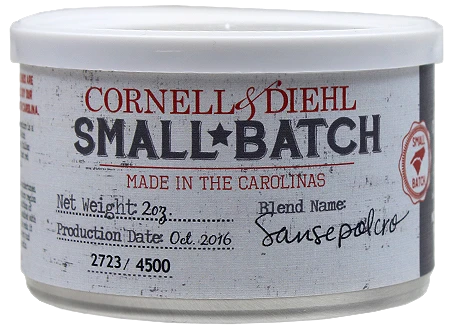 CORNELL & DIEHL
SMALL★BATCH
MADE IN THE CAROLINAS
Net Weight: 2oz.
Blend Name:
Production Date: Oct. 2016
Sansepolcro
2723/ 4500
SMALL
BATCH